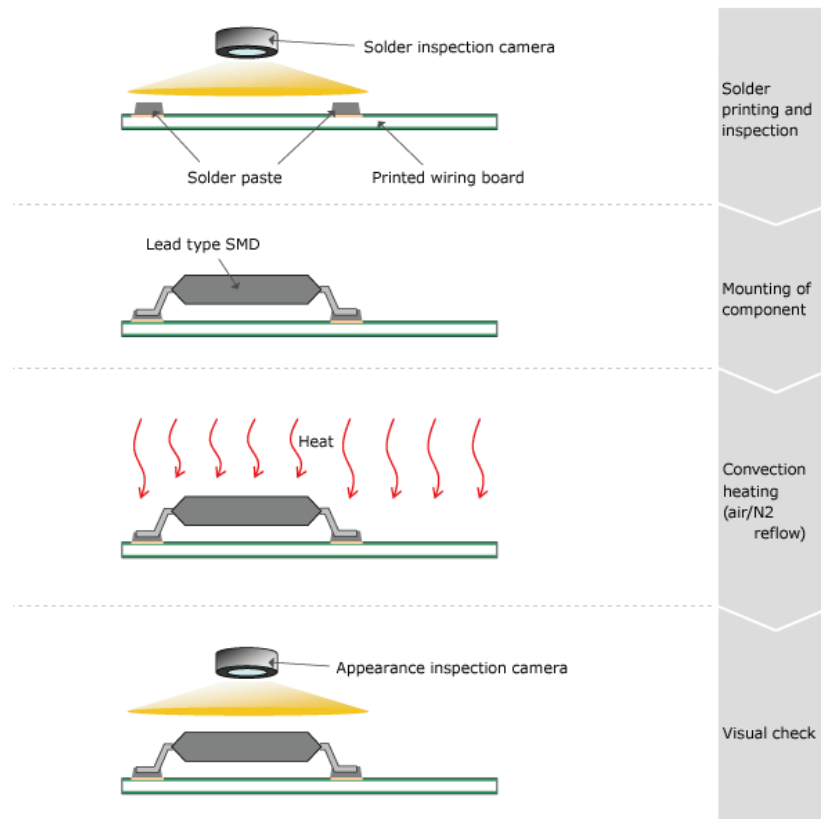 Solder inspection camera
Solder
printing and
inspection
Solder paste
Printed wiring board
Lead type SMD
Mounting of
component
Heat
Convection
heating
(air/N2
reflow)
Appearance inspection camera
Visual check